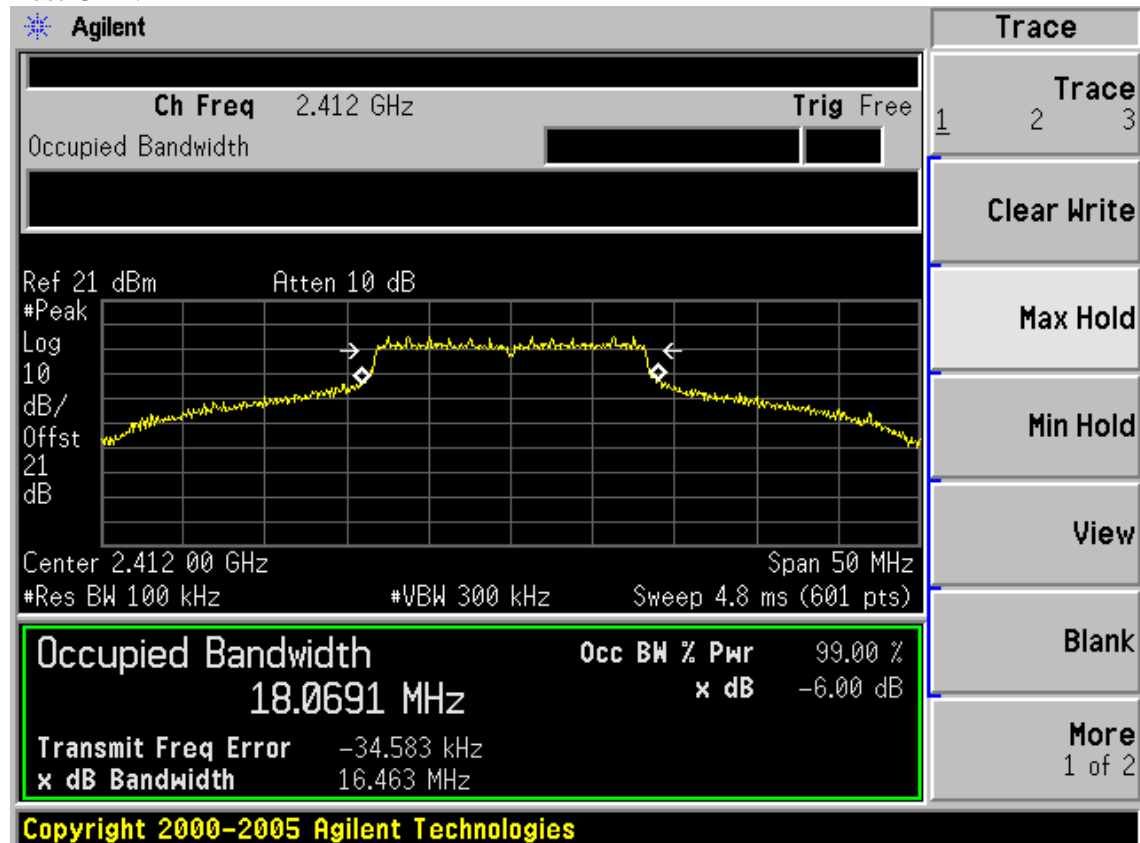 Agilent
Trace
Ch Freq 2.412 GHz Trig Free
Occupied Bandwidth
Trace
1 2 3
Clear Write
Max Hold
Min Hold
View
Blank
More
1 of 2
Ref 21 dBm Atten 10 dB
#Peak
Log
10
dB/
Offst
21
dB
Center 2.412 00 GHz Span 50 MHz
#Res BW 100 kHz #VBW 300 kHz Sweep 4.8 ms (601 pts)
Occupied Bandwidth Occ BW % Pwr 99.00 %
18.0691 MHz x dB -6.00 dB
Transmit Freq Error -34.583 kHz
x dB Bandwidth 16.463 MHz
Copyright 2000-2005 Agilent Technologies